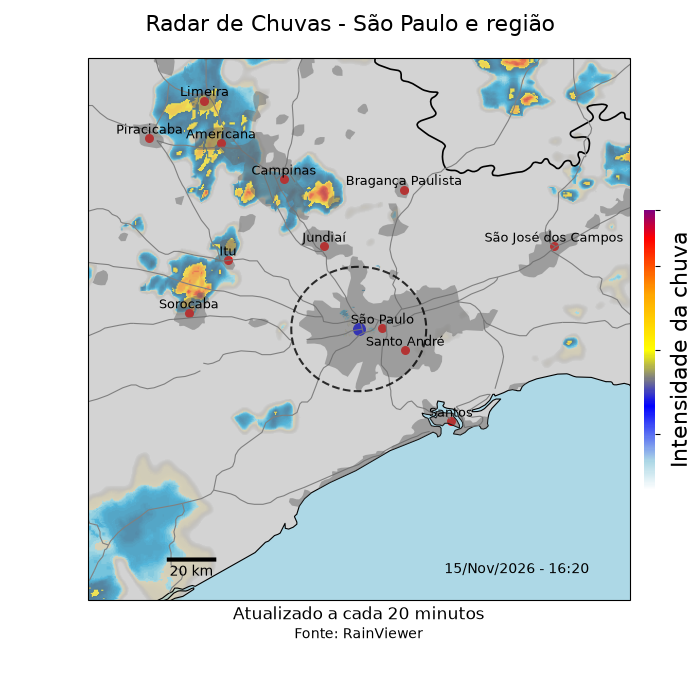 Radar de Chuvas - São Paulo e região
Limeira
Piracicaba
Americana
Campinas
Bragança Paulista
Jundiaí
São José dos Campos
Itu
Sorocaba
São Paulo
Santo André
Santos
Intensidade da chuva
20 km
15/Nov/2026 - 16:20
Atualizado a cada 20 minutos
Fonte: RainViewer